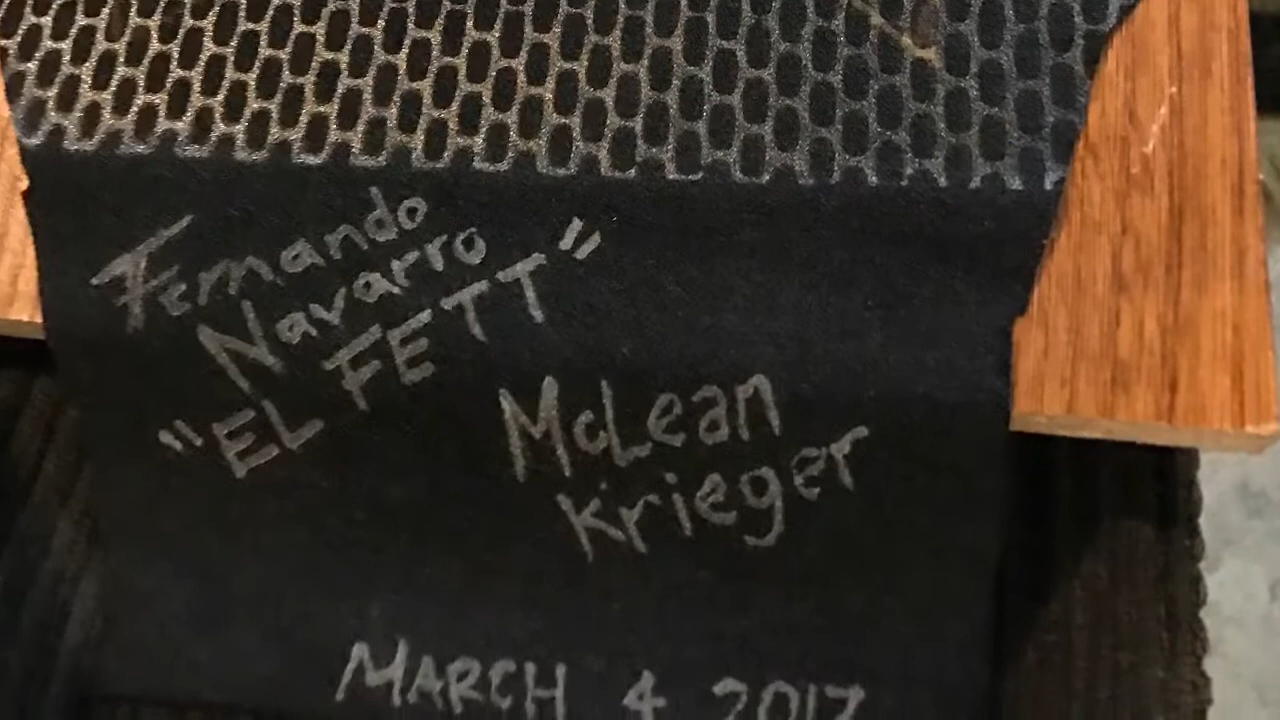 Fernando
Navarro
"EL FETT"
McLean
Krieger
MARCH 4 2017